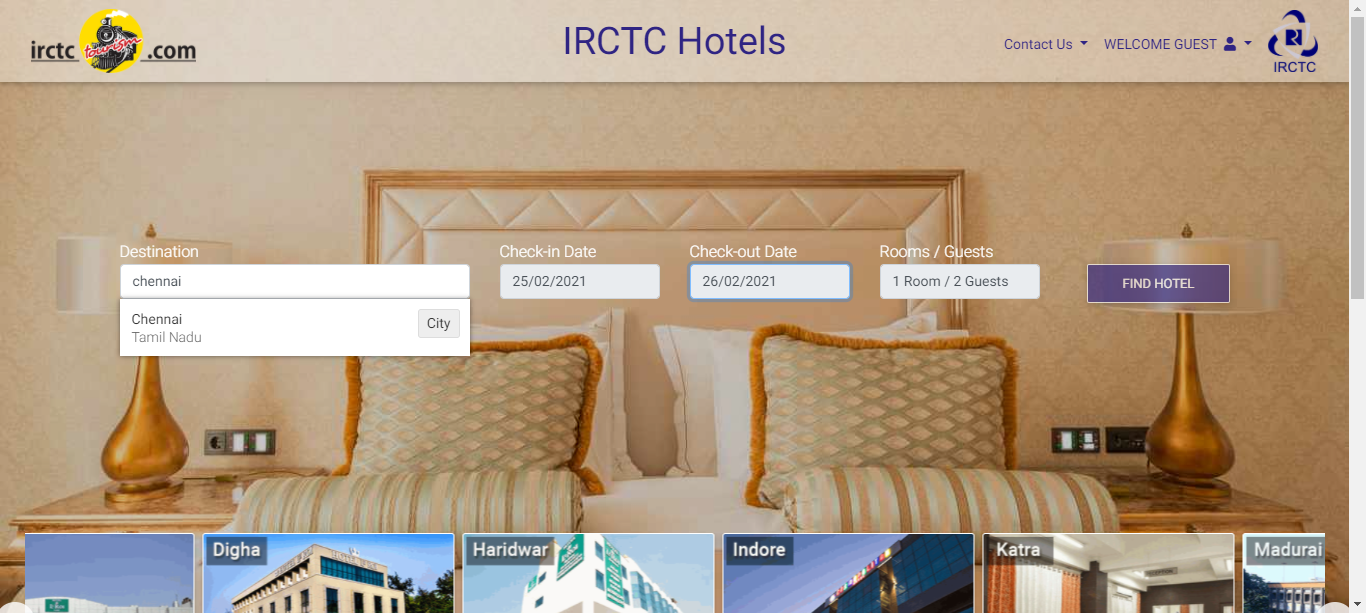 irctc tourism .com
IRCTC Hotels
Contact Us
WELCOME GUEST
IRCTC
Destination
Check-in Date
Check-out Date
Rooms / Guests
chennai
25/02/2021
26/02/2021
1 Room / 2 Guests
FIND HOTEL
Chennai
City
Tamil Nadu
Digha
Haridwar
Indore
Katra
Madurai